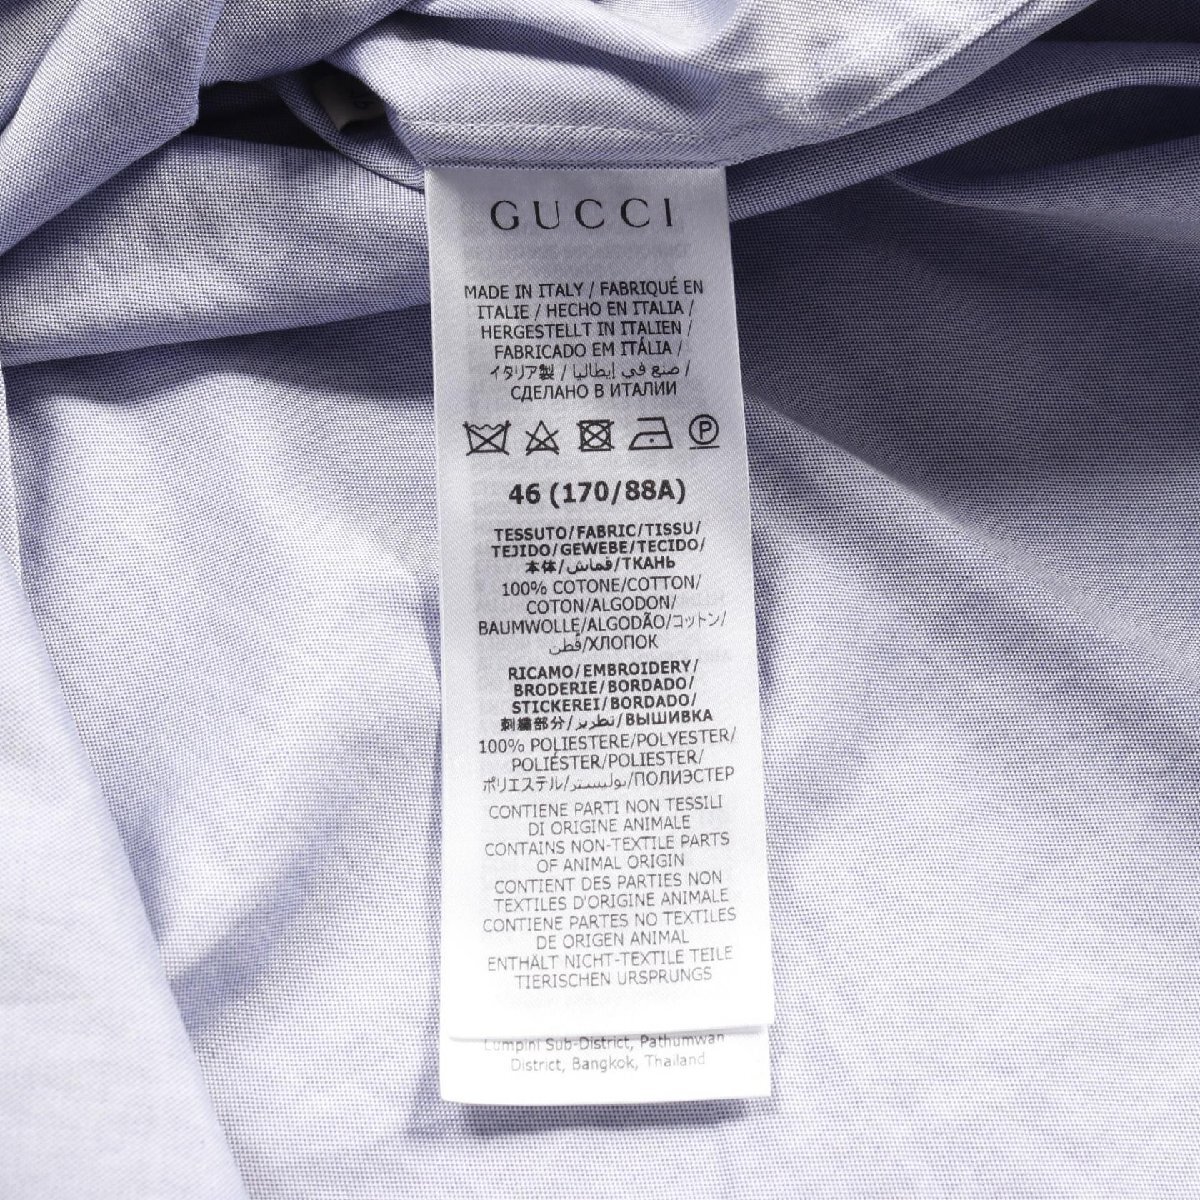 GUCCI
MADE IN ITALY / FABRIQUÉ EN
ITALIE / HECHO EN ITALIA /
HERGESTELLT IN ITALIEN /
FABRICADO EM ITÁLIA /
イタリア製 / صنع في إيطاليا /
СДЕЛАНО В ИТАЛИИ
P
46 (170/88A)
TESSUTO/FABRIC/TISSU/
TEJIDO/GEWEBE/TECIDO/
本体/قماش/ТКАНЬ
100% COTONE/COTTON/
COTON/ALGODON/
BAUMWOLLE/ALGODÃO/コットン/
قطن/ХЛОПОК
RICAMO/EMBROIDERY/
BRODERIE/BORDADO/
STICKEREI/BORDADO/
刺繍部分/تطريز/ВЫШИВКА
100% POLIESTERE/POLYESTER/
POLIÉSTER/POLIESTER/
ポリエステル/بوليستر/ПОЛИЭСТЕР
CONTIENE PARTI NON TESSILI
DI ORIGINE ANIMALE
CONTAINS NON-TEXTILE PARTS
OF ANIMAL ORIGIN
CONTIENT DES PARTIES NON
TEXTILES D'ORIGINE ANIMALE
CONTIENE PARTES NO TEXTILES
DE ORIGEN ANIMAL
ENTHÄLT NICHT-TEXTILE TEILE
TIERISCHEN URSPRUNGS
Lumpini Sub-District, Pathumwan
District, Bangkok, Thailand